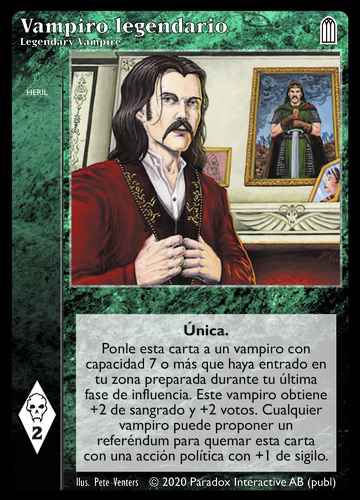 Vampiro legendario
Legendary Vampire
HERIL
Única.
Ponle esta carta a un vampiro con
capacidad 7 o más que haya entrado en
tu zona preparada durante tu última
fase de influencia. Este vampiro obtiene
+2 de sangrado y +2 votos. Cualquier
vampiro puede proponer un
referéndum para quemar esta carta
con una acción política con +1 de sigilo.
2
Ilus. Pete Venters © 2020 Paradox Interactive AB (publ)